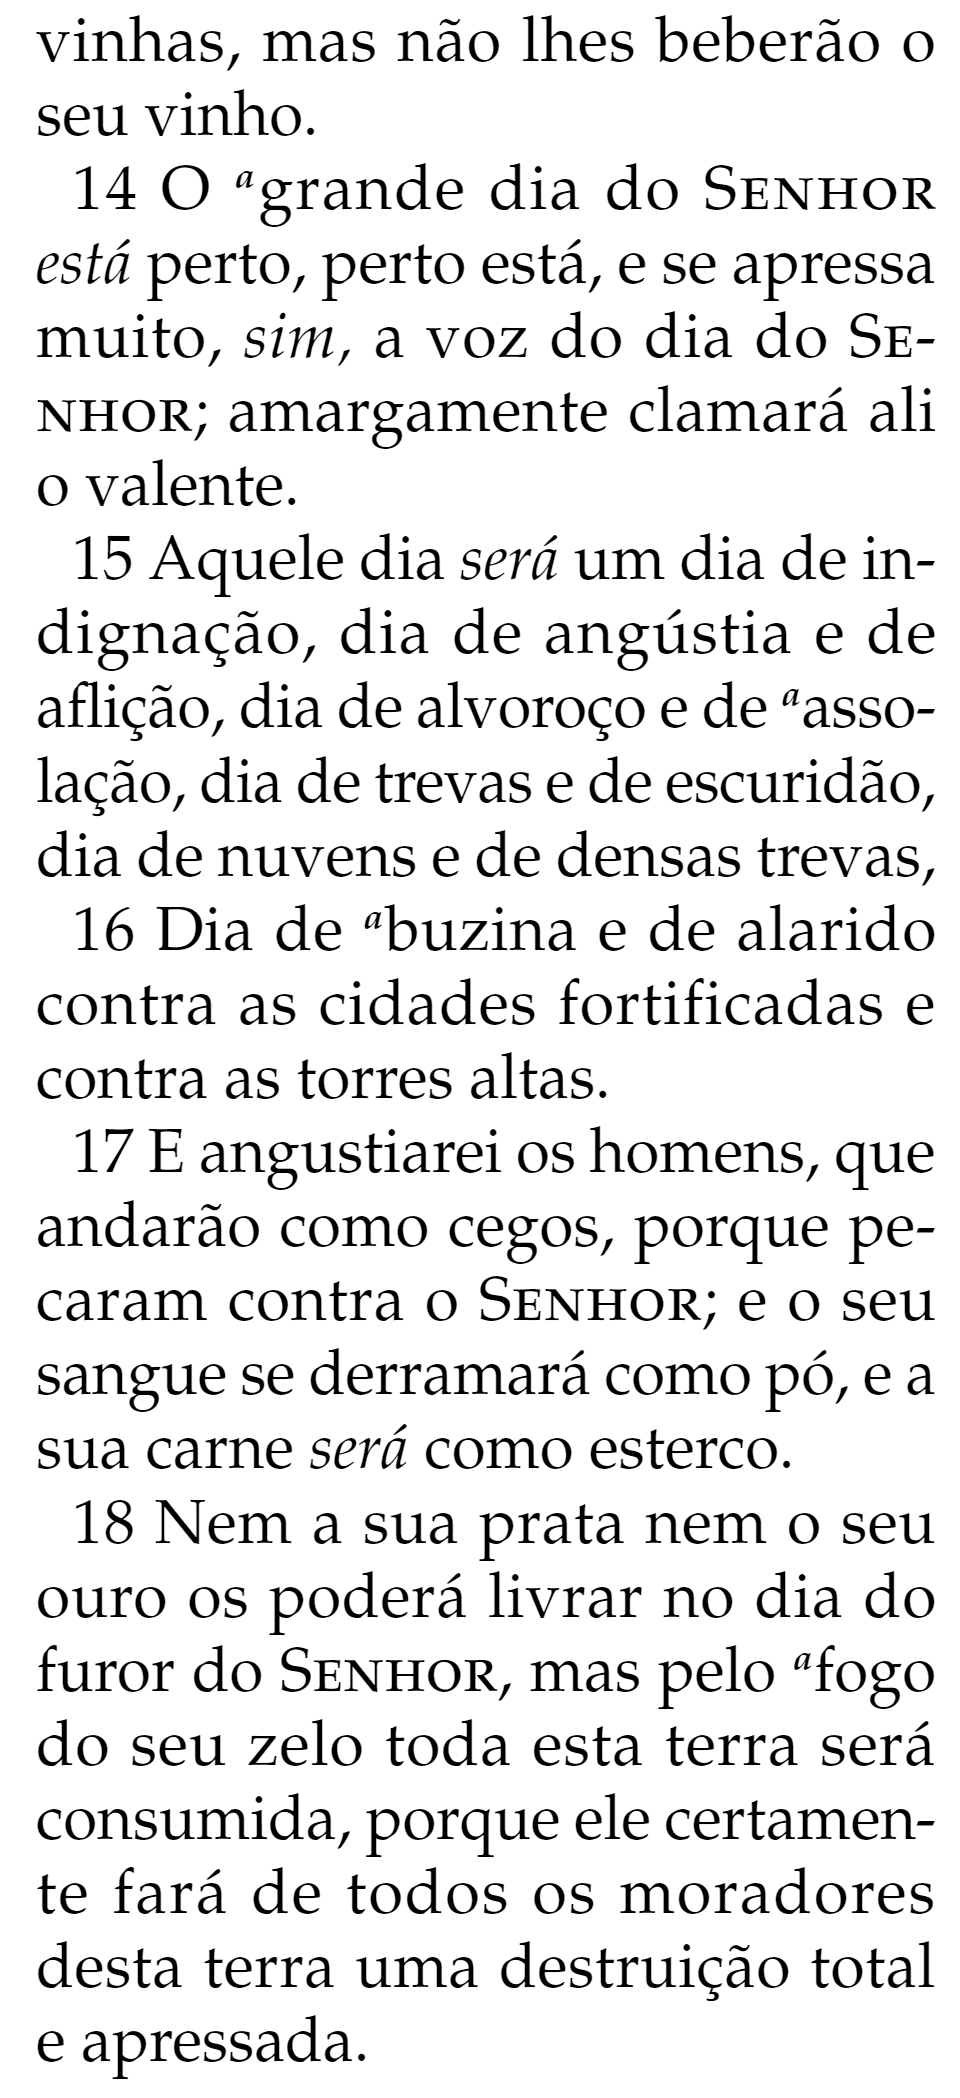 vinhas, mas não lhes beberão o
seu vinho.
14 O ᵃgrande dia do SENHOR
está perto, perto está, e se apressa
muito, sim, a voz do dia do SE-
NHOR; amargamente clamará ali
o valente.
15 Aquele dia será um dia de in-
dignação, dia de angústia e de
aflição, dia de alvoroço e de ᵃasso-
lação, dia de trevas e de escuridão,
dia de nuvens e de densas trevas,
16 Dia de ᵃbuzina e de alarido
contra as cidades fortificadas e
contra as torres altas.
17 E angustiarei os homens, que
andarão como cegos, porque pe-
caram contra o SENHOR; e o seu
sangue se derramará como pó, e a
sua carne será como esterco.
18 Nem a sua prata nem o seu
ouro os poderá livrar no dia do
furor do SENHOR, mas pelo ᵃfogo
do seu zelo toda esta terra será
consumida, porque ele certamen-
te fará de todos os moradores
desta terra uma destruição total
e apressada.